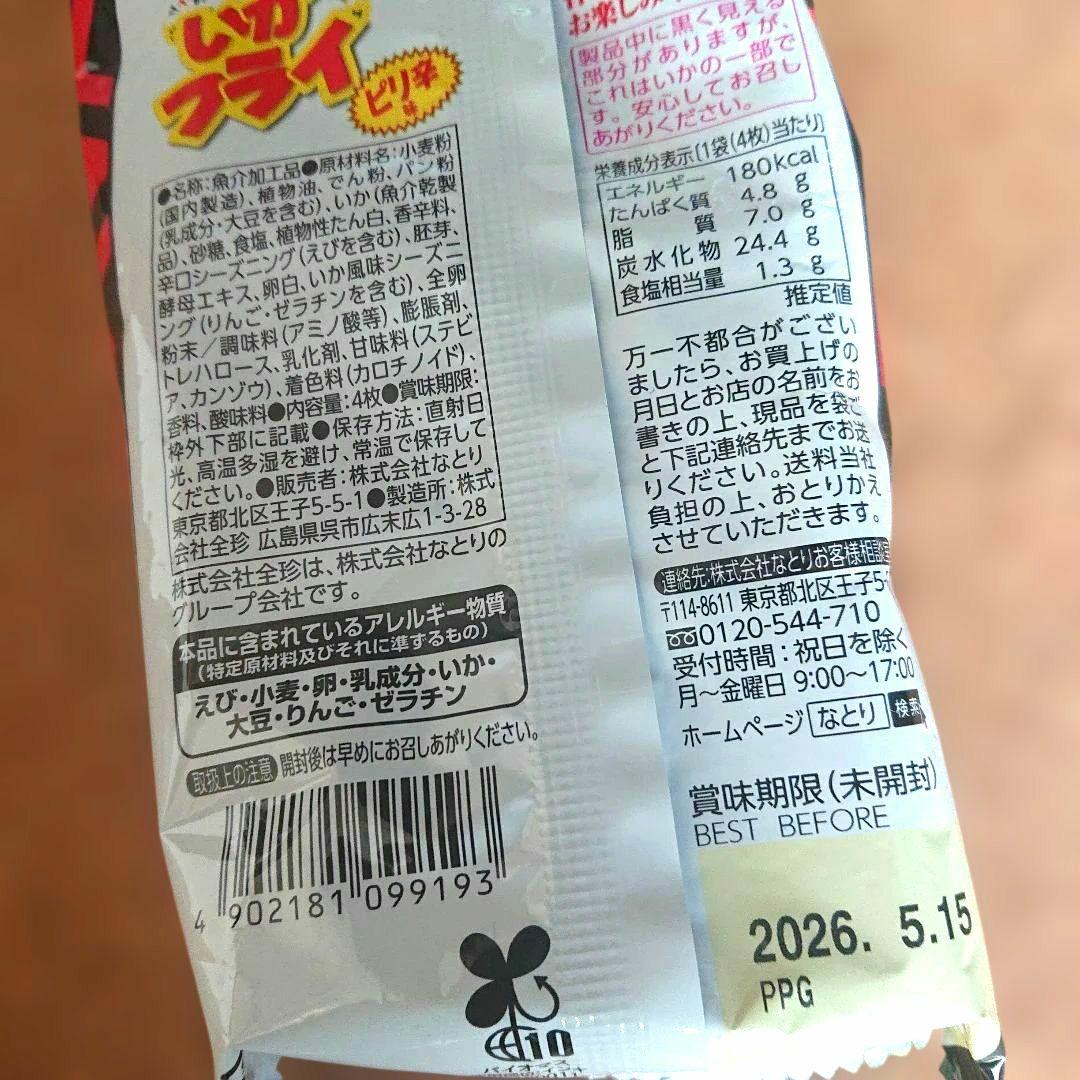 いか
フライ
ピリ辛
味
●名称:魚介加工品●原材料名:小麦粉
(国内製造)、植物油、でん粉、パン粉
(乳成分・大豆を含む)、いか(魚介乾製
品)、砂糖、食塩、植物性たん白、香辛料、
辛口シーズニング(えびを含む)、胚芽、
酵母エキス、卵白、いか風味シーズニ
ング(りんご・ゼラチンを含む)、全卵
粉末/調味料(アミノ酸等)、膨脹剤、
トレハロース、乳化剤、甘味料(ステビ
ア、カンゾウ)、着色料(カロチノイド)、
香料、酸味料●内容量:4枚●賞味期限:
枠外下部に記載●保存方法:直射日
光、高温多湿を避け、常温で保存して
ください。●販売者:株式会社なとり
東京都北区王子5-5-1●製造所:株式
会社全珍 広島県呉市広末広1-3-28
株式会社全珍は、株式会社なとりの
グループ会社です。
本品に含まれているアレルギー物質
(特定原材料及びそれに準ずるもの)
えび・小麦・卵・乳成分・いか・
大豆・りんご・ゼラチン
取扱上の注意 開封後は早めにお召しあがりください。
4 902181 099193
10
お楽しみ
製品中に黒く見える
部分がありますが、
これはいかの一部で
す。安心してお召し
あがりください。
栄養成分表示[1袋(4枚)当たり]
エネルギー 180kcal
たんぱく質 4.8 g
脂質 7.0 g
炭水化物 24.4 g
食塩相当量 1.3 g
推定値
万一不都合がござい
ましたら、お買上げの
月日とお店の名前をお
書きの上、現品を袋ご
と下記連絡先までお送
りください。送料当社
負担の上、おとりかえ
させていただきます。
連絡先:株式会社なとりお客様相談室
〒114-8611 東京都北区王子5-
0120-544-710
受付時間:祝日を除く
月〜金曜日 9:00〜17:00
ホームページ なとり 検索
賞味期限(未開封)
BEST BEFORE
2026. 5.15
PPG